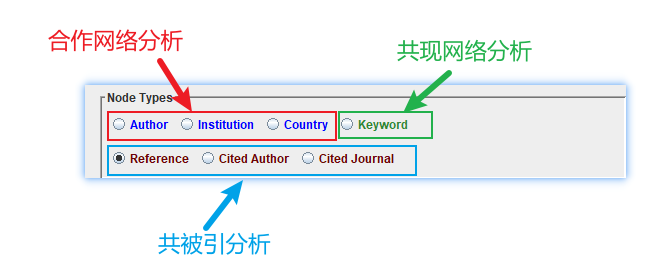 合作网络分析
共现网络分析
Node Types
Author Institution Country Keyword
Reference Cited Author Cited Journal
共被引分析